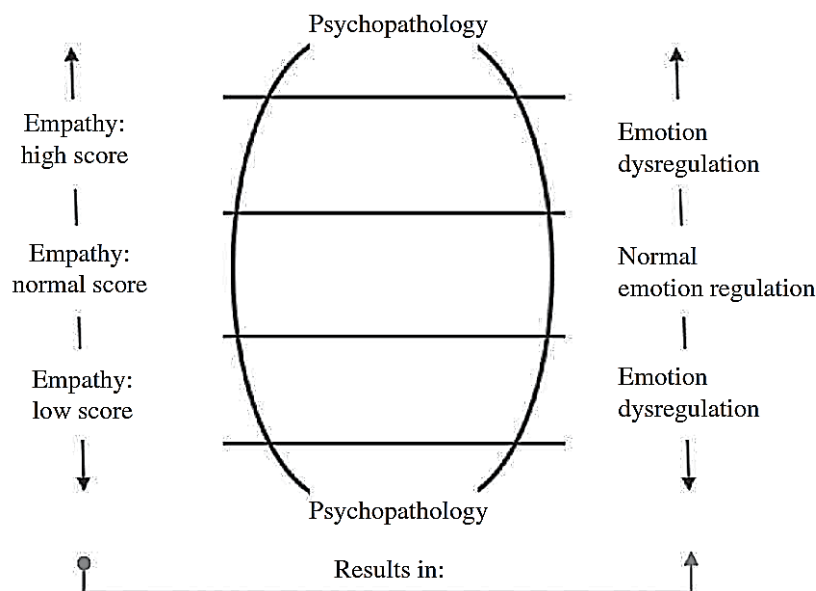 Psychopathology
Empathy:
high score
Emotion
dysregulation
Empathy:
normal score
Normal
emotion regulation
Empathy:
low score
Emotion
dysregulation
Psychopathology
Results in: